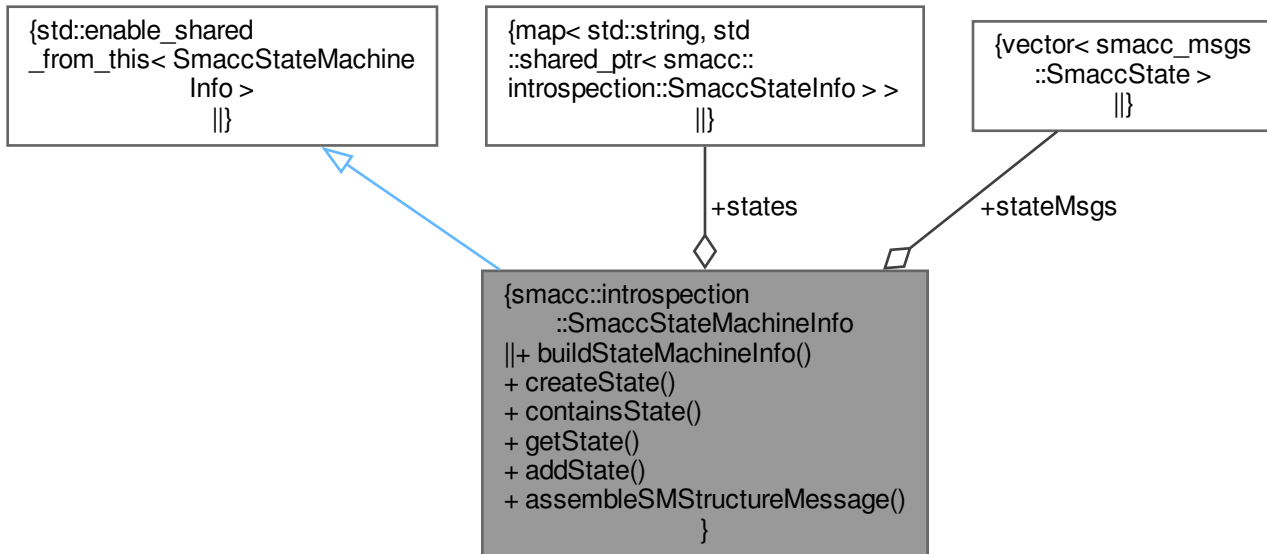 {std::enable_shared
_from_this< SmaccStateMachine
Info >
||}
{map< std::string, std
::shared_ptr< smacc::
introspection::SmaccStateInfo > >
||}
{vector< smacc_msgs
::SmaccState >
||}
+states
+stateMsgs
{smacc::introspection
::SmaccStateMachineInfo
||+ buildStateMachineInfo()
+ createState()
+ containsState()
+ getState()
+ addState()
+ assembleSMStructureMessage()
}